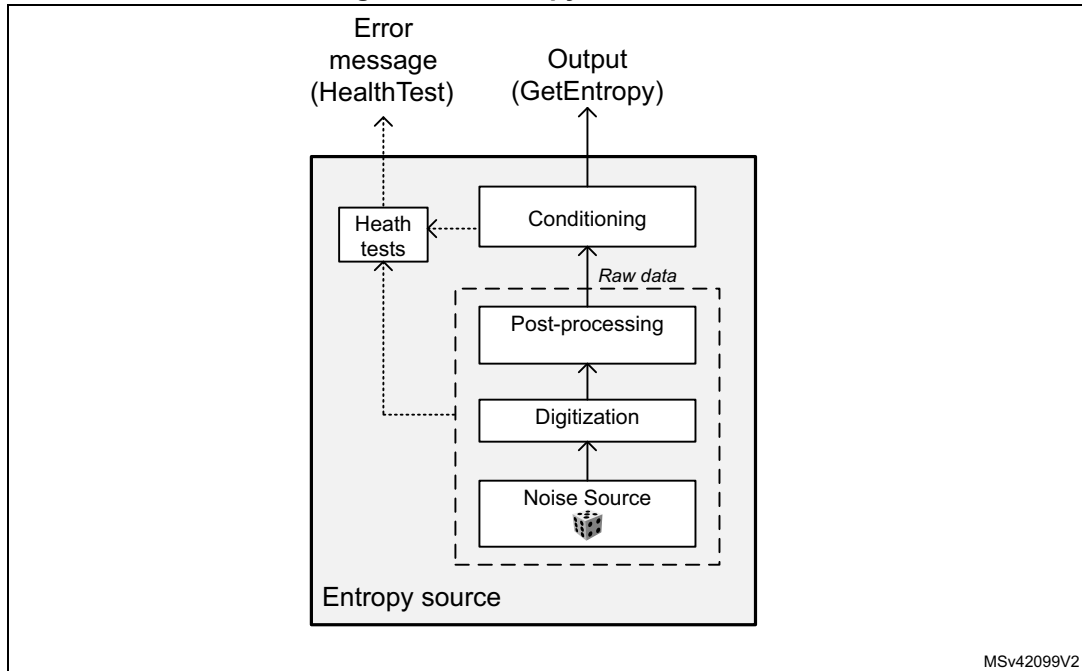 Error
message
(HealthTest)
Output
(GetEntropy)
Heath
tests
Conditioning
Raw data
Post-processing
Digitization
Noise Source
Entropy source
MSv42099V2